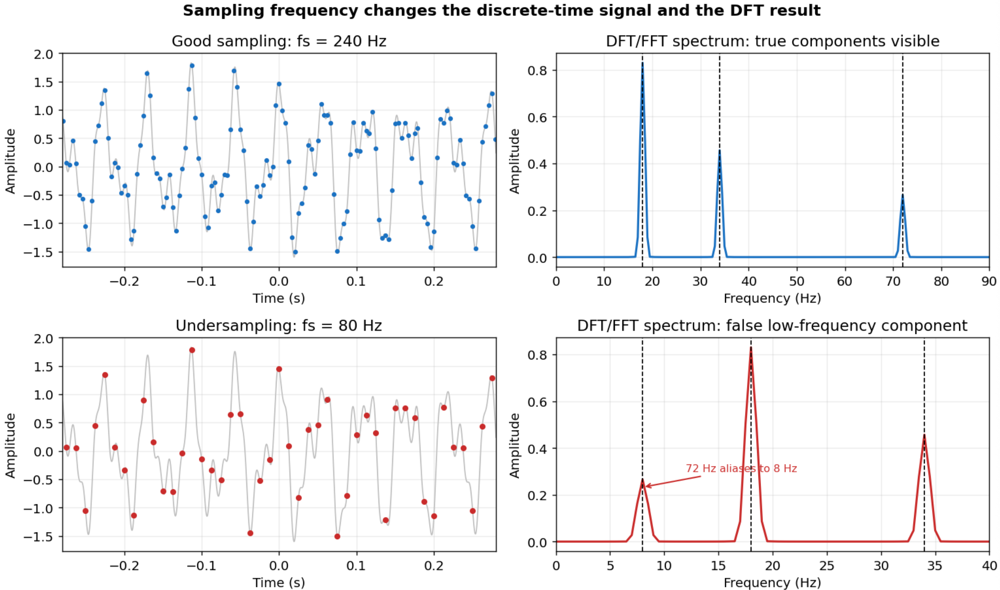 Sampling frequency changes the discrete-time signal and the DFT result
Good sampling: fs = 240 Hz
2.0
1.5
1.0
0.5
0.0
−0.5
−1.0
−1.5
Amplitude
−0.2 −0.1 0.0 0.1 0.2
Time (s)
DFT/FFT spectrum: true components visible
0.8
0.6
0.4
0.2
0.0
Amplitude
0 10 20 30 40 50 60 70 80 90
Frequency (Hz)
Undersampling: fs = 80 Hz
2.0
1.5
1.0
0.5
0.0
−0.5
−1.0
−1.5
Amplitude
−0.2 −0.1 0.0 0.1 0.2
Time (s)
DFT/FFT spectrum: false low-frequency component
0.8
0.6
0.4
0.2
0.0
Amplitude
72 Hz aliases to 8 Hz
0 5 10 15 20 25 30 35 40
Frequency (Hz)